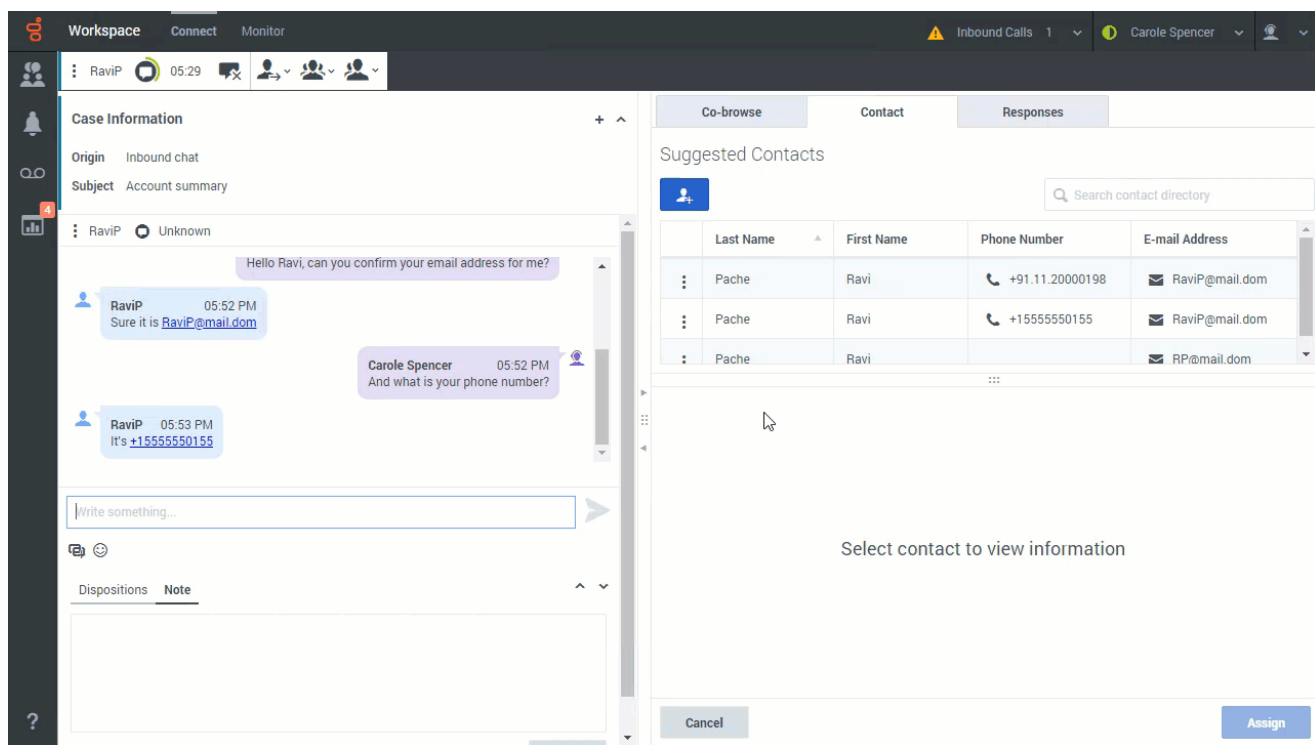 Workspace Connect Monitor
Inbound Calls 1
Carole Spencer
RaviP 05:29
4
?
Case Information
Origin Inbound chat
Subject Account summary
RaviP Unknown
Hello Ravi, can you confirm your email address for me?
RaviP 05:52 PM
Sure it is RaviP@mail.dom
Carole Spencer 05:52 PM
And what is your phone number?
RaviP 05:53 PM
It's +15555550155
Write something...
Dispositions Note
Co-browse Contact Responses
Suggested Contacts
Search contact directory
Last Name First Name Phone Number E-mail Address
Pache Ravi +91.11.20000198 RaviP@mail.dom
Pache Ravi +15555550155 RaviP@mail.dom
Pache Ravi RP@mail.dom
Select contact to view information
Cancel Assign